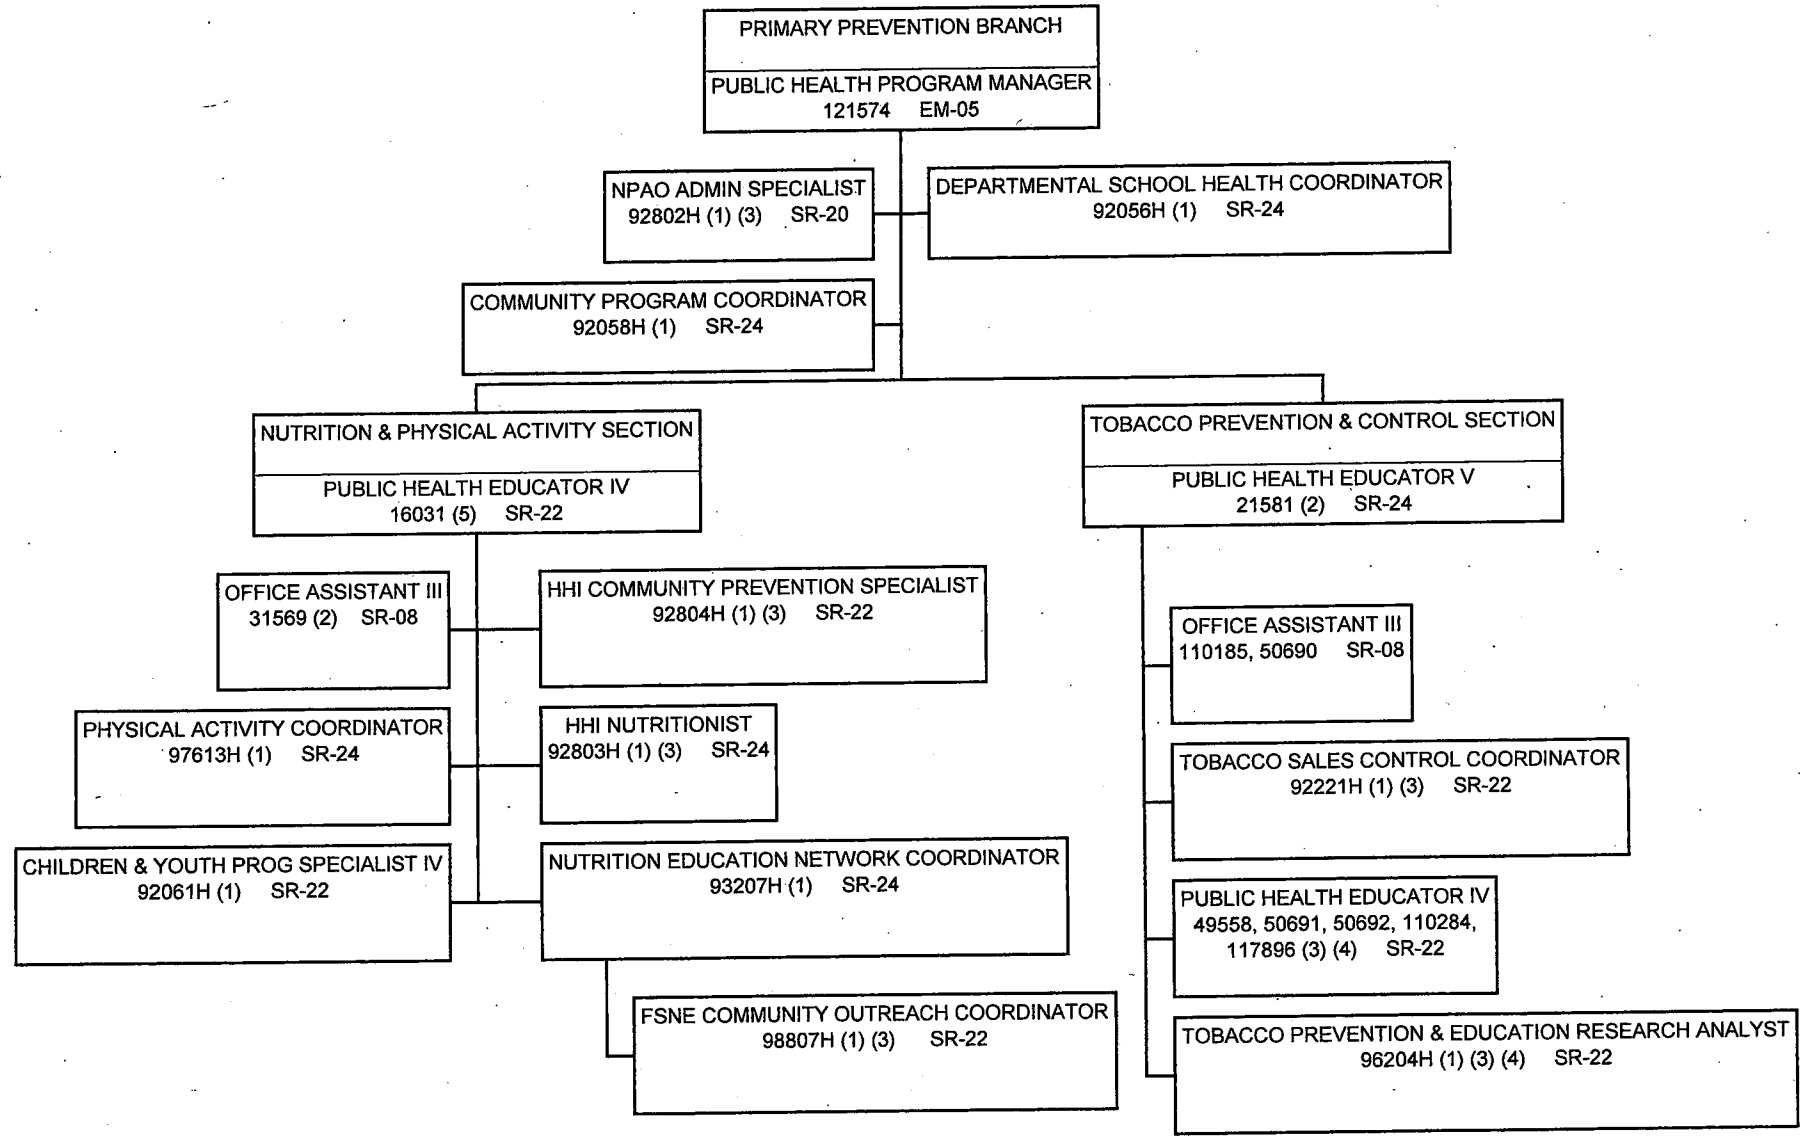 PRIMARY PREVENTION BRANCH
PUBLIC HEALTH PROGRAM MANAGER
121574 EM-05
NPAO ADMIN SPECIALIST
92802H (1) (3) SR-20
DEPARTMENTAL SCHOOL HEALTH COORDINATOR
92056H (1) SR-24
COMMUNITY PROGRAM COORDINATOR
92058H (1) SR-24
NUTRITION & PHYSICAL ACTIVITY SECTION
PUBLIC HEALTH EDUCATOR IV
16031 (5) SR-22
OFFICE ASSISTANT III
31569 (2) SR-08
HHI COMMUNITY PREVENTION SPECIALIST
92804H (1) (3) SR-22
PHYSICAL ACTIVITY COORDINATOR
97613H (1) SR-24
HHI NUTRITIONIST
92803H (1) (3) SR-24
CHILDREN & YOUTH PROG SPECIALIST IV
92061H (1) SR-22
NUTRITION EDUCATION NETWORK COORDINATOR
93207H (1) SR-24
FSNE COMMUNITY OUTREACH COORDINATOR
98807H (1) (3) SR-22
TOBACCO PREVENTION & CONTROL SECTION
PUBLIC HEALTH EDUCATOR V
21581 (2) SR-24
OFFICE ASSISTANT III
110185, 50690 SR-08
TOBACCO SALES CONTROL COORDINATOR
92221H (1) (3) SR-22
PUBLIC HEALTH EDUCATOR IV
49558, 50691, 50692, 110284,
117896 (3) (4) SR-22
TOBACCO PREVENTION & EDUCATION RESEARCH ANALYST
96204H (1) (3) (4) SR-22